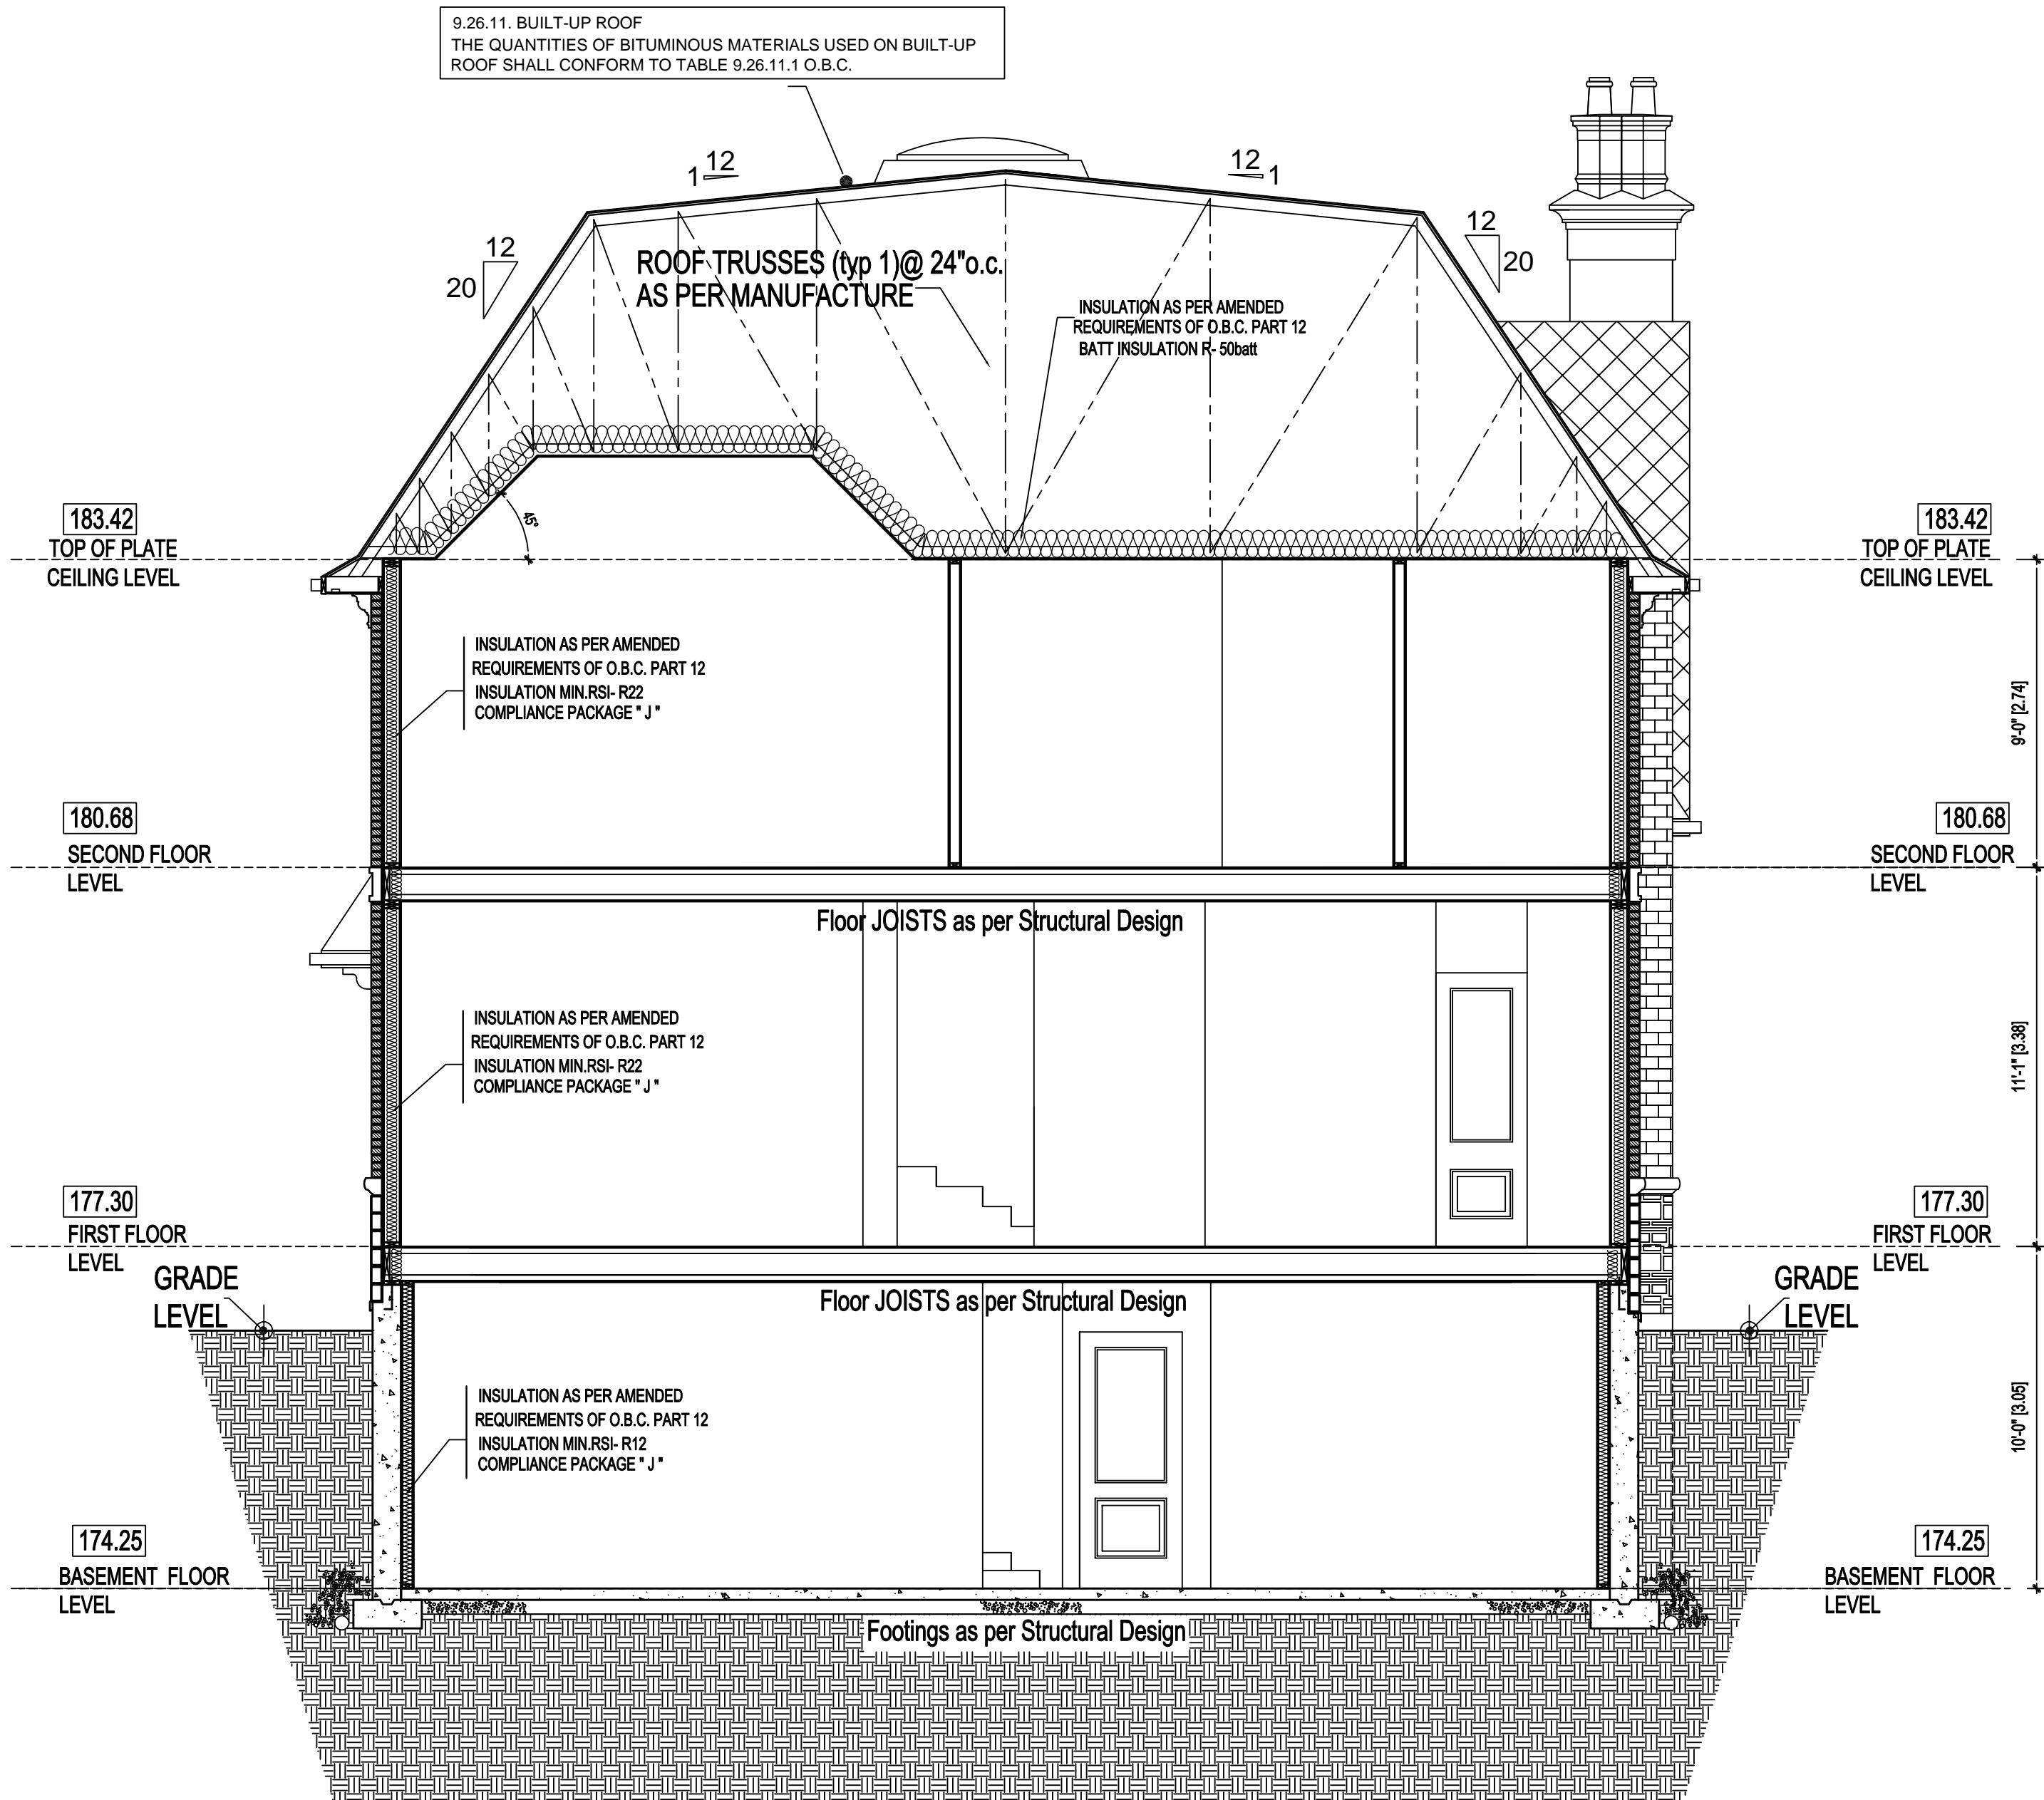 9.26.11. BUILT-UP ROOF
THE QUANTITIES OF BITUMINOUS MATERIALS USED ON BUILT-UP
ROOF SHALL CONFORM TO TABLE 9.26.11.1 O.B.C.
12
1
12
1
12
20
12
20
ROOF TRUSSES (typ 1)@ 24"o.c.
AS PER MANUFACTURE
INSULATION AS PER AMENDED
REQUIREMENTS OF O.B.C. PART 12
BATT INSULATION R- 50batt
45°
183.42
TOP OF PLATE
CEILING LEVEL
183.42
TOP OF PLATE
CEILING LEVEL
INSULATION AS PER AMENDED
REQUIREMENTS OF O.B.C. PART 12
INSULATION MIN.RSI- R22
COMPLIANCE PACKAGE " J "
9'-0" [2.74]
180.68
SECOND FLOOR
LEVEL
180.68
SECOND FLOOR
LEVEL
Floor JOISTS as per Structural Design
INSULATION AS PER AMENDED
REQUIREMENTS OF O.B.C. PART 12
INSULATION MIN.RSI- R22
COMPLIANCE PACKAGE " J "
11'-1" [3.38]
177.30
FIRST FLOOR
LEVEL
177.30
FIRST FLOOR
LEVEL
GRADE
LEVEL
GRADE
LEVEL
Floor JOISTS as per Structural Design
INSULATION AS PER AMENDED
REQUIREMENTS OF O.B.C. PART 12
INSULATION MIN.RSI- R12
COMPLIANCE PACKAGE " J "
10'-0" [3.05]
174.25
BASEMENT FLOOR
LEVEL
174.25
BASEMENT FLOOR
LEVEL
Footings as per Structural Design